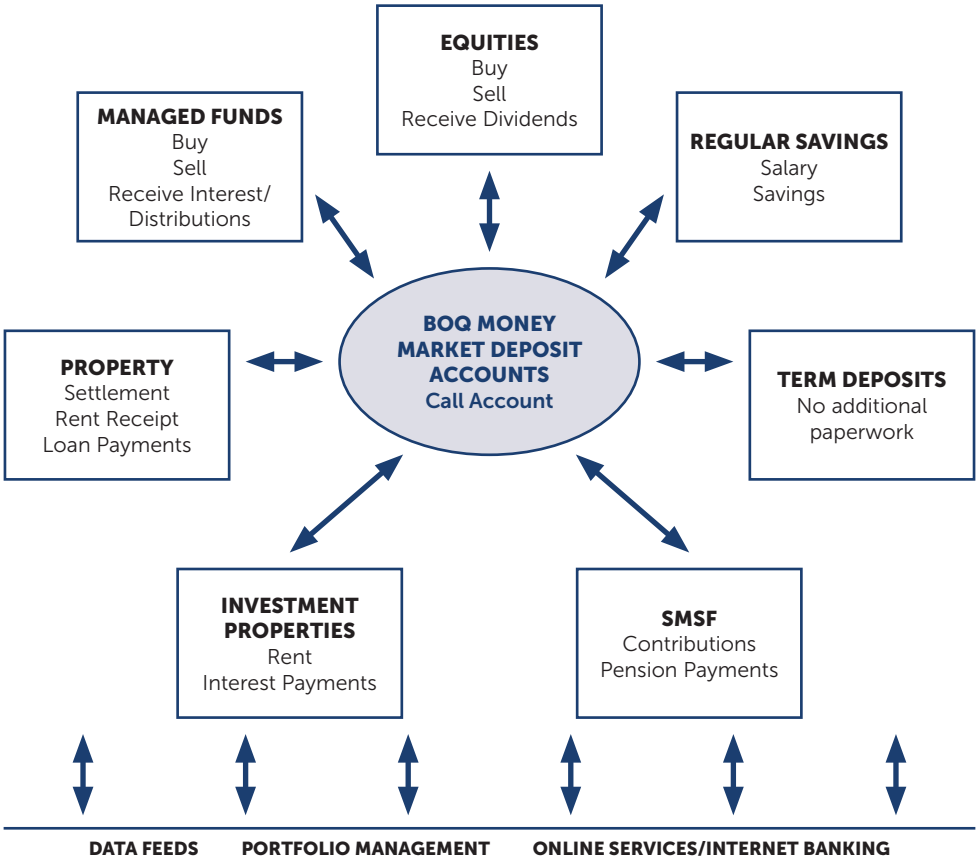 EQUITIES
Buy
Sell
Receive Dividends
MANAGED FUNDS
Buy
Sell
Receive Interest/
Distributions
REGULAR SAVINGS
Salary
Savings
BOQ MONEY
MARKET DEPOSIT
ACCOUNTS
Call Account
PROPERTY
Settlement
Rent Receipt
Loan Payments
TERM DEPOSITS
No additional
paperwork
INVESTMENT
PROPERTIES
Rent
Interest Payments
SMSF
Contributions
Pension Payments
DATA FEEDS PORTFOLIO MANAGEMENT ONLINE SERVICES/INTERNET BANKING